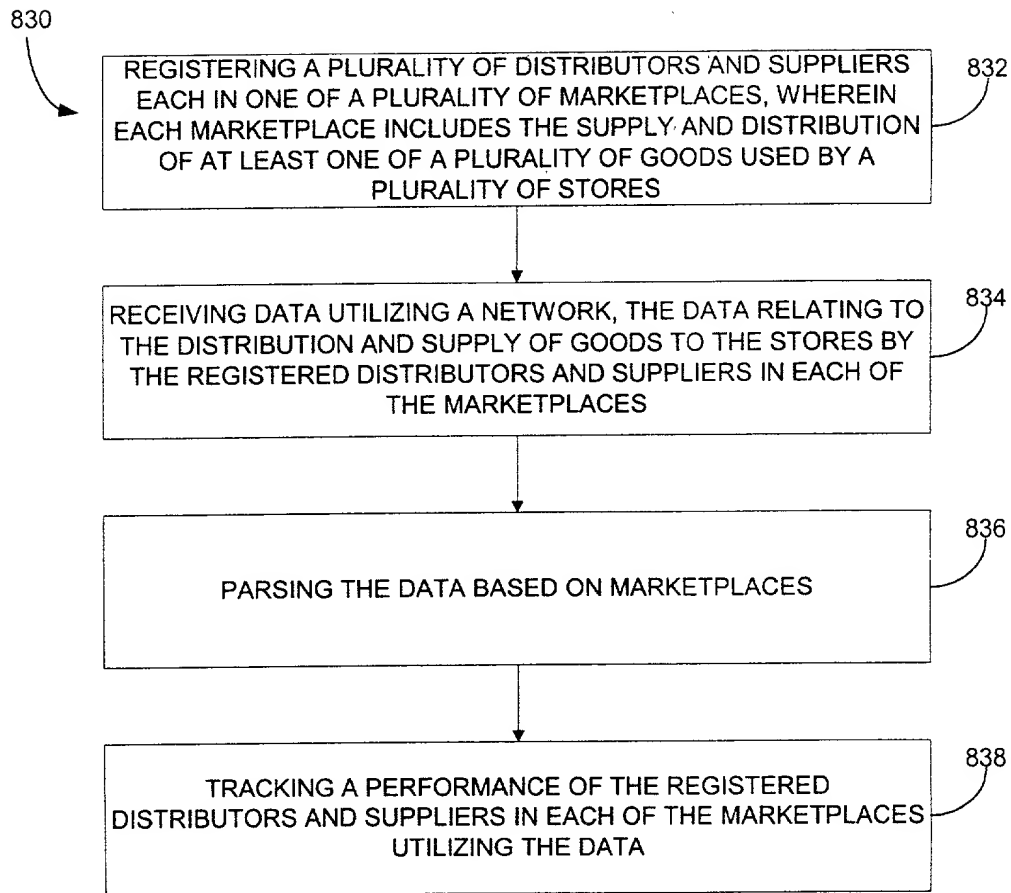 830
REGISTERING A PLURALITY OF DISTRIBUTORS AND SUPPLIERS
EACH IN ONE OF A PLURALITY OF MARKETPLACES, WHEREIN
EACH MARKETPLACE INCLUDES THE SUPPLY AND DISTRIBUTION
OF AT LEAST ONE OF A PLURALITY OF GOODS USED BY A
PLURALITY OF STORES
832
RECEIVING DATA UTILIZING A NETWORK, THE DATA RELATING TO
THE DISTRIBUTION AND SUPPLY OF GOODS TO THE STORES BY
THE REGISTERED DISTRIBUTORS AND SUPPLIERS IN EACH OF
THE MARKETPLACES
834
PARSING THE DATA BASED ON MARKETPLACES
836
TRACKING A PERFORMANCE OF THE REGISTERED
DISTRIBUTORS AND SUPPLIERS IN EACH OF THE MARKETPLACES
UTILIZING THE DATA
838